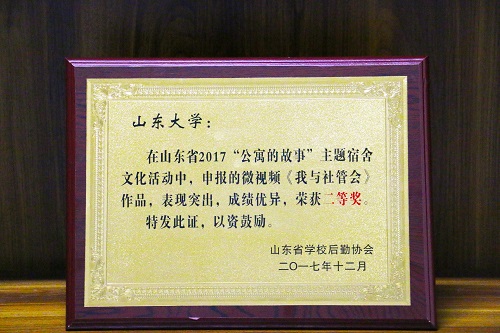 山东大学：
在山东省2017“公寓的故事”主题宿舍
文化活动中，申报的微视频《我与社管会》
作品，表现突出，成绩优异，荣获二等奖。
特发此证，以资鼓励。
山东省学校后勤协会
二〇一七年十二月